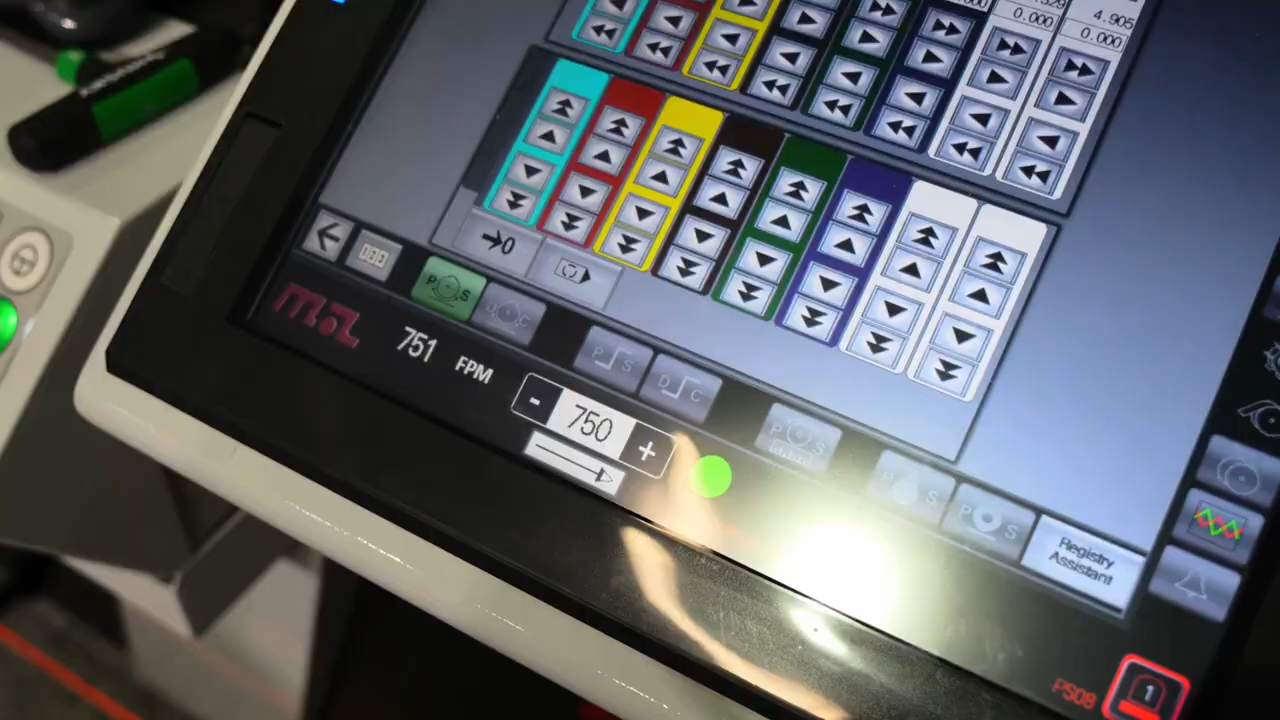 4.905
0.000
0.000
→0
P S
D C
751 FPM
P S
D C
- 750 +
P S
P S
P S
Registry
Assistant
PS08
1